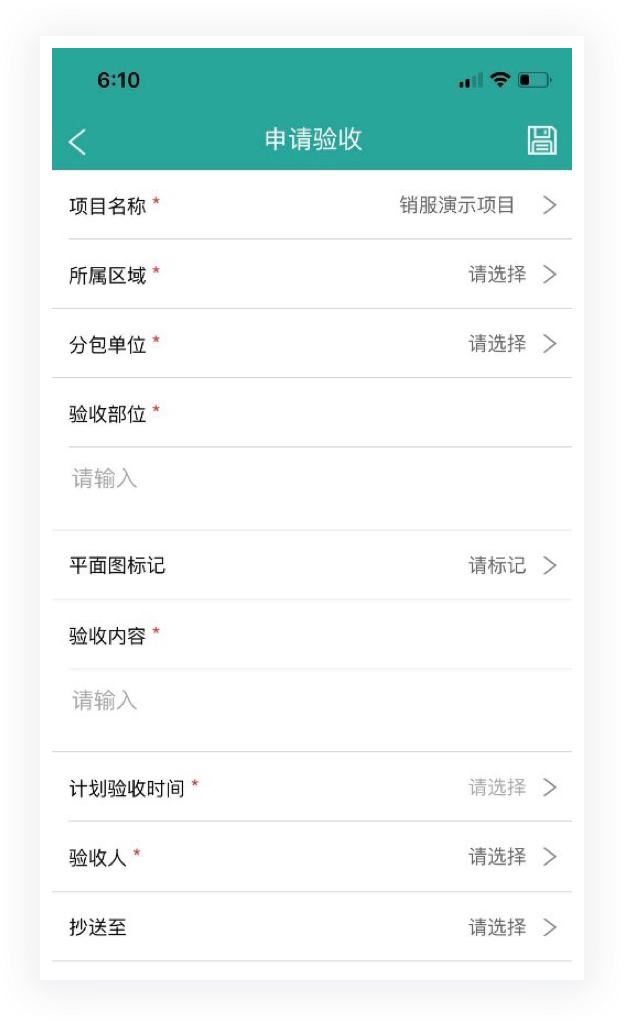 6:10
申请验收
项目名称 * 销服演示项目
所属区域 * 请选择
分包单位 * 请选择
验收部位 *
请输入
平面图标记 请标记
验收内容 *
请输入
计划验收时间 * 请选择
验收人 * 请选择
抄送至 请选择